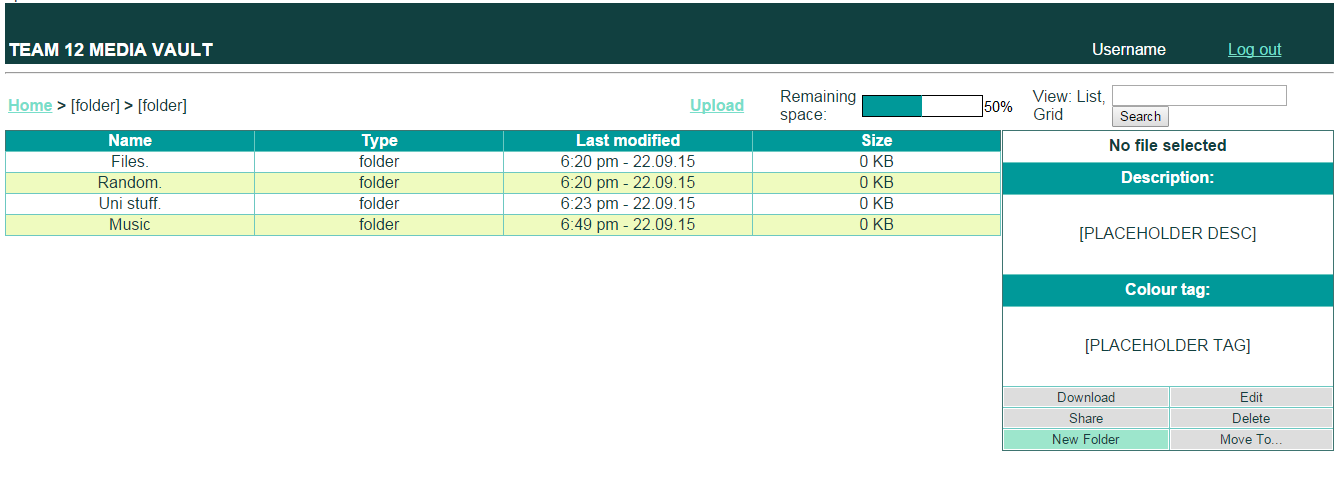 TEAM 12 MEDIA VAULT
Username
Log out
Home > [folder] > [folder]
Upload
Remaining
space:
50%
View: List,
Grid
Search
Name Type Last modified Size
Files. folder 6:20 pm - 22.09.15 0 KB
Random. folder 6:20 pm - 22.09.15 0 KB
Uni stuff. folder 6:23 pm - 22.09.15 0 KB
Music folder 6:49 pm - 22.09.15 0 KB
No file selected
Description:
[PLACEHOLDER DESC]
Colour tag:
[PLACEHOLDER TAG]
Download Edit
Share Delete
New Folder Move To...